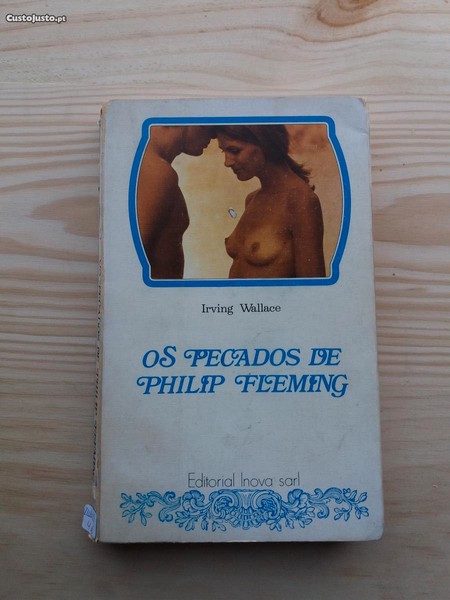 CustoJusto.pt
Irving Wallace
OS PECADOS DE
PHILIP FLEMING
Editorial Inova sarl